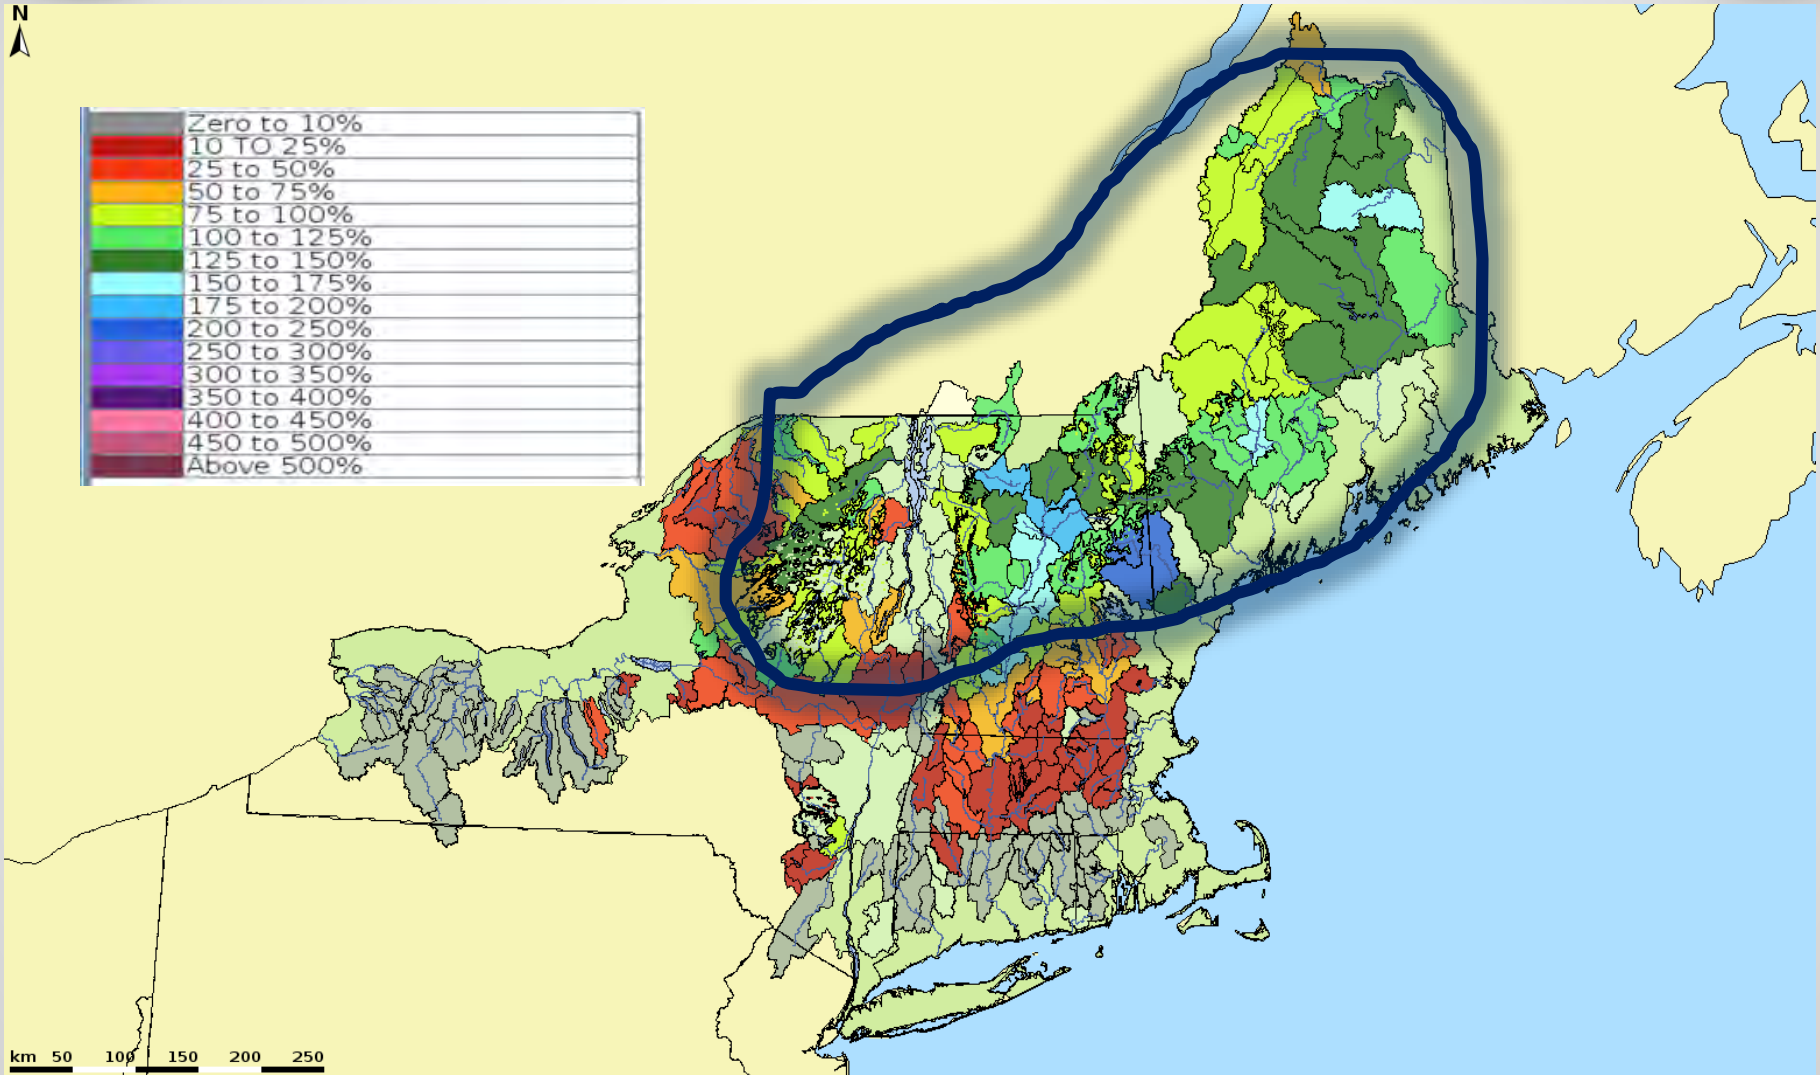 N
Zero to 10%
10 TO 25%
25 to 50%
50 to 75%
75 to 100%
100 to 125%
125 to 150%
150 to 175%
175 to 200%
200 to 250%
250 to 300%
300 to 350%
350 to 400%
400 to 450%
450 to 500%
Above 500%
km 50 100 150 200 250